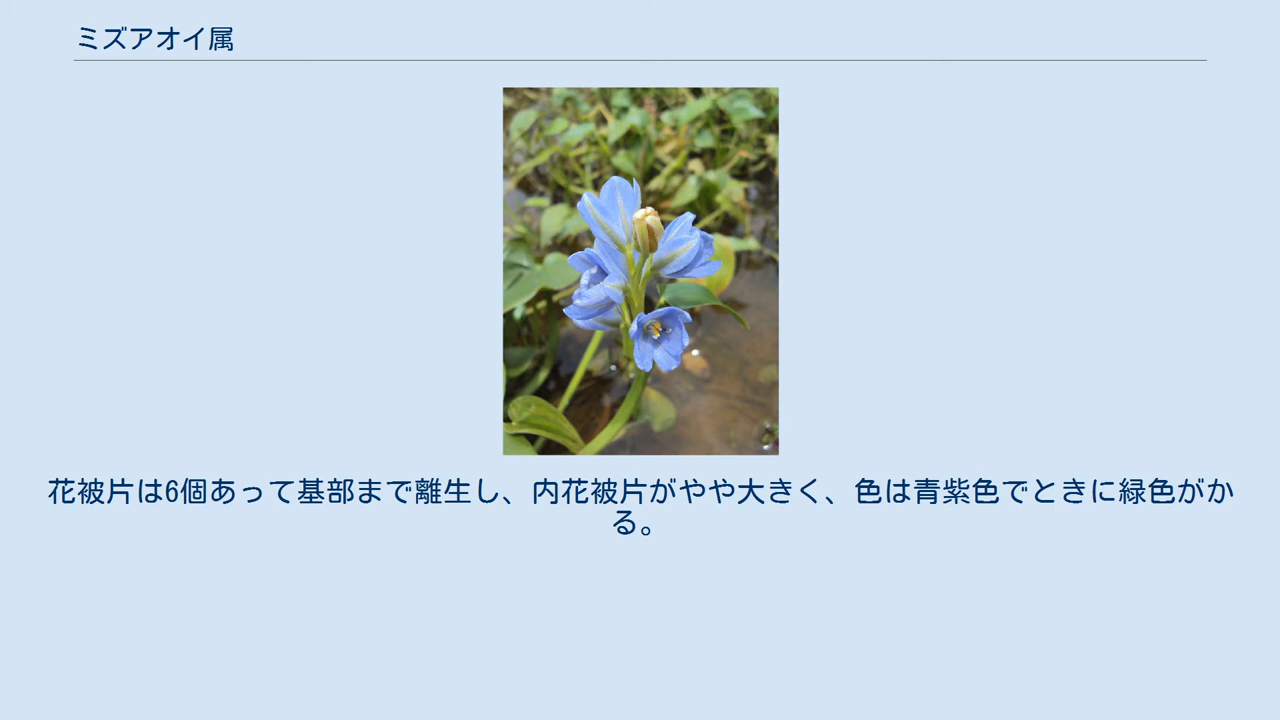 ミズアオイ属
花被片は6個あって基部まで離生し、内花被片がやや大きく、色は青紫色でときに緑色がか
る。